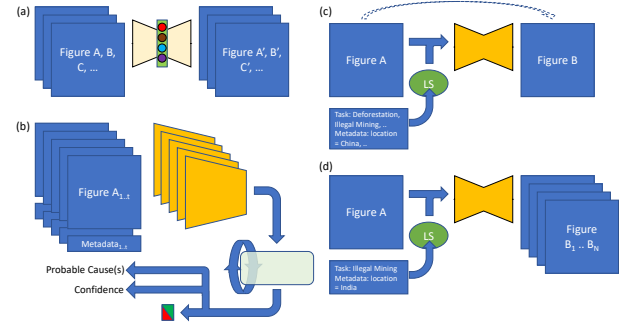 (a)
Figure A, B,
C, …
Figure A’, B’,
C’, …
(b)
Figure A1..t
Metadata1..t
Probable Cause(s)
Confidence
(c)
Figure A
LS
Figure B
Task: Deforestation,
Illegal Mining, ..
Metadata: location
= China, ..
(d)
Figure A
LS
Figure
B1 .. BN
Task: Illegal Mining
Metadata: location
=India